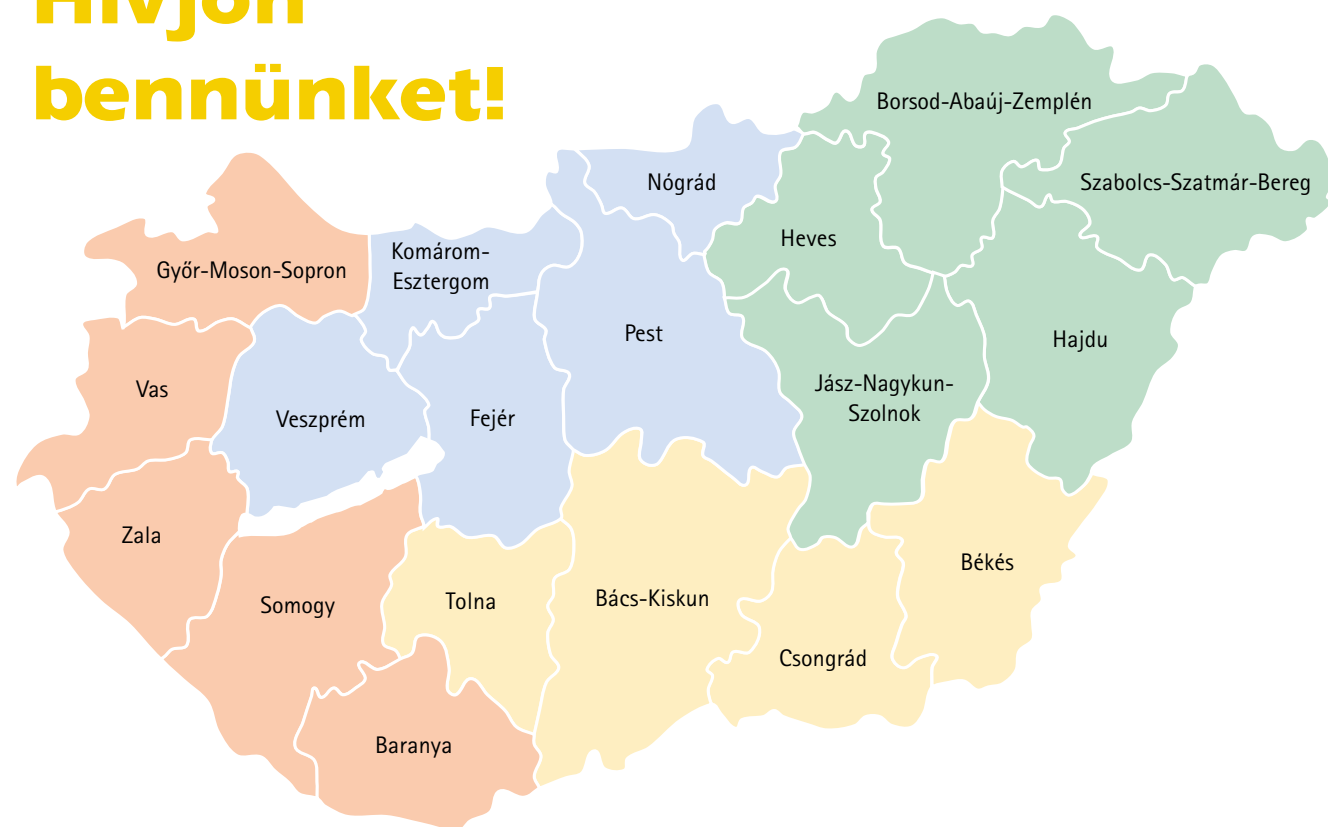 Hívjon
bennünket!
Borsod-Abaúj-Zemplén
Nógrád
Szabolcs-Szatmár-Bereg
Heves
Komárom-
Esztergom
Győr-Moson-Sopron
Pest
Hajdu
Vas
Jász-Nagykun-
Szolnok
Veszprém
Fejér
Zala
Békés
Somogy
Tolna
Bács-Kiskun
Csongrád
Baranya